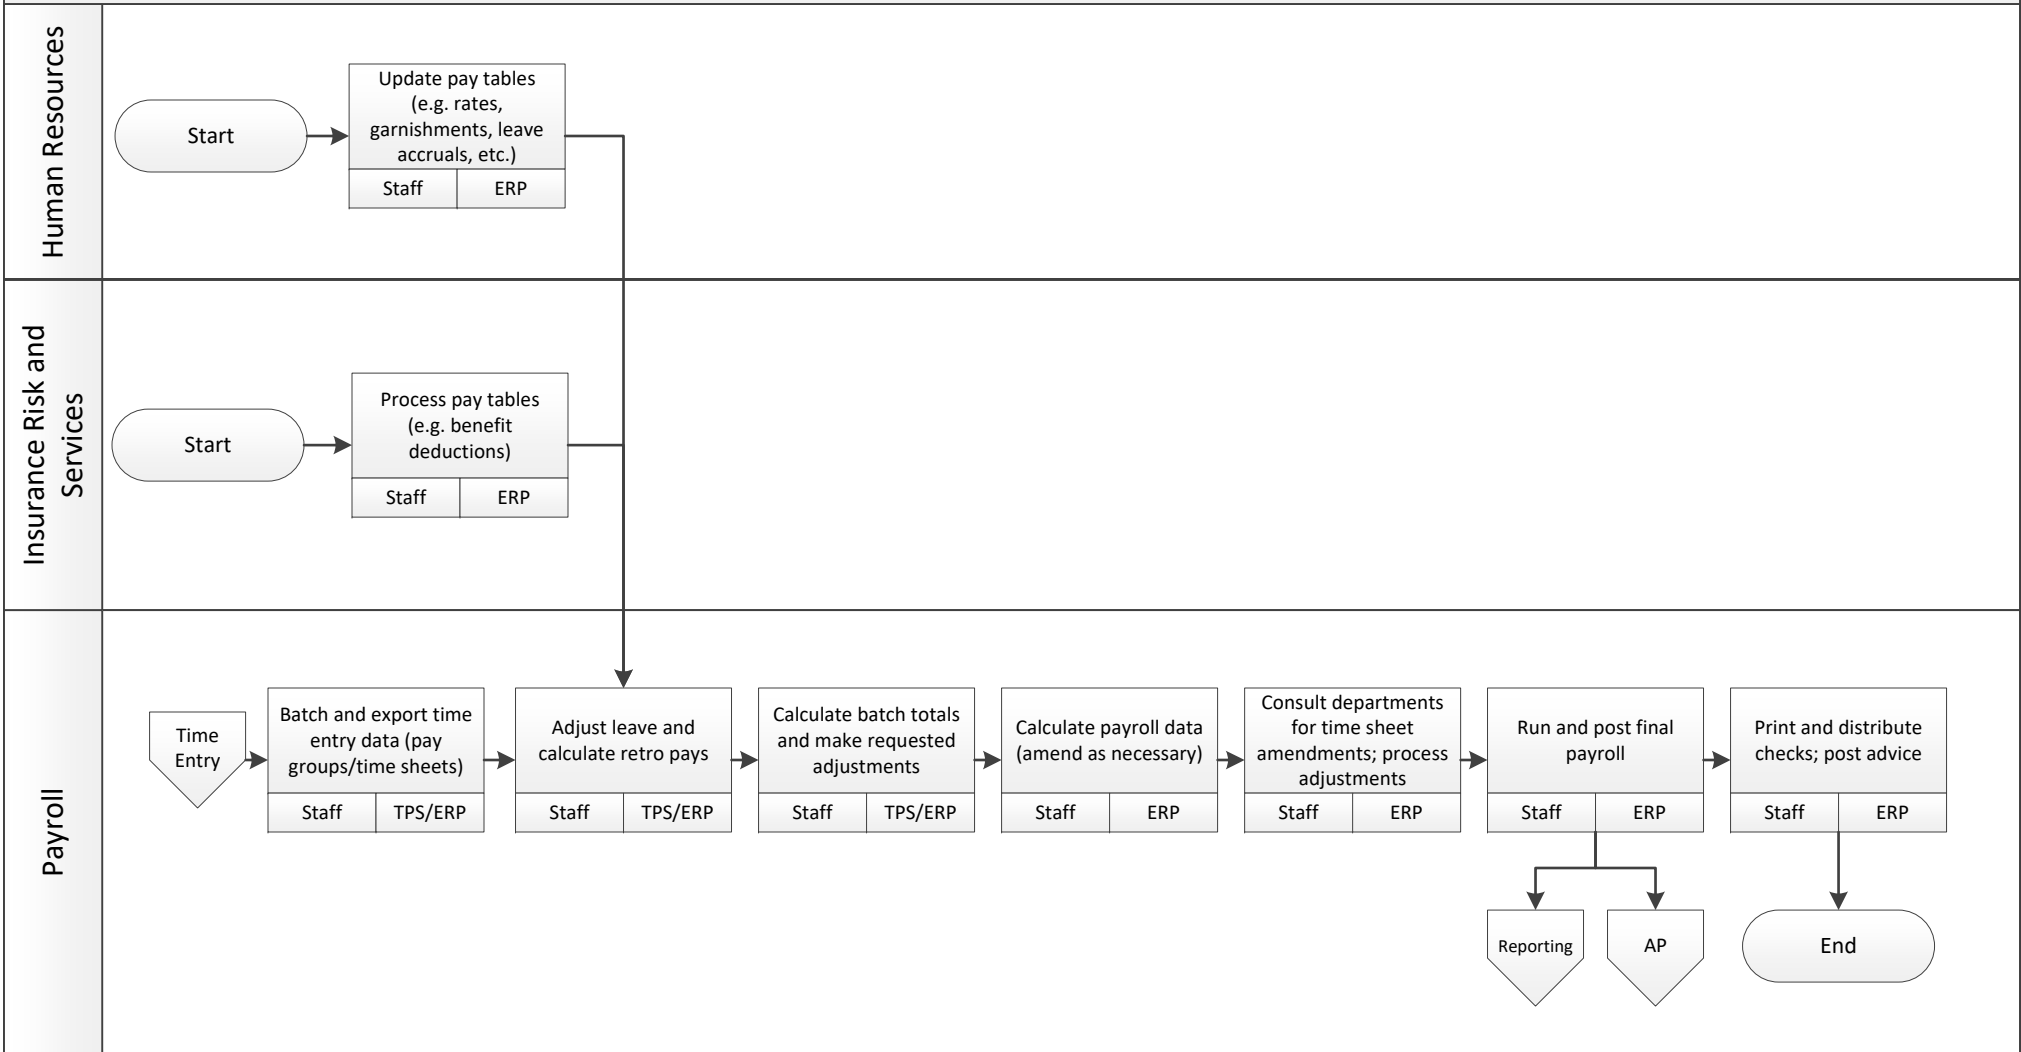 Human Resources
Start
Update pay tables
(e.g. rates,
garnishments, leave
accruals, etc.)
Staff
ERP
Insurance Risk and
Services
Start
Process pay tables
(e.g. benefit
deductions)
Staff
ERP
Payroll
Time
Entry
Batch and export time
entry data (pay
groups/time sheets)
Staff
TPS/ERP
Adjust leave and
calculate retro pays
Staff
TPS/ERP
Calculate batch totals
and make requested
adjustments
Staff
TPS/ERP
Calculate payroll data
(amend as necessary)
Staff
ERP
Consult departments
for time sheet
amendments; process
adjustments
Staff
ERP
Run and post final
payroll
Staff
ERP
Print and distribute
checks; post advice
Staff
ERP
Reporting
AP
End